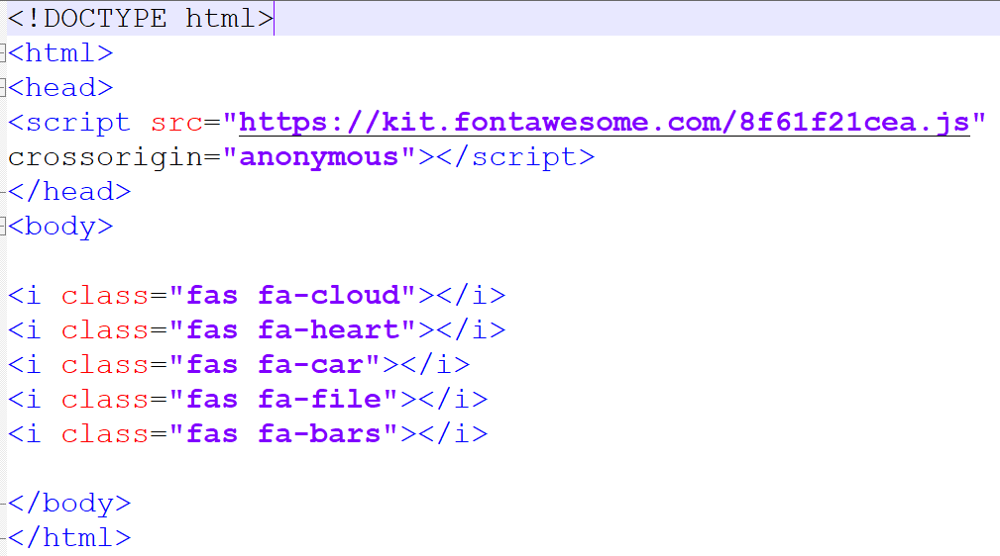 <!DOCTYPE html>
<html>
<head>
<script src="https://kit.fontawesome.com/8f61f21cea.js"
crossorigin="anonymous"></script>
</head>
<body>
<i class="fas fa-cloud"></i>
<i class="fas fa-heart"></i>
<i class="fas fa-car"></i>
<i class="fas fa-file"></i>
<i class="fas fa-bars"></i>
</body>
</html>